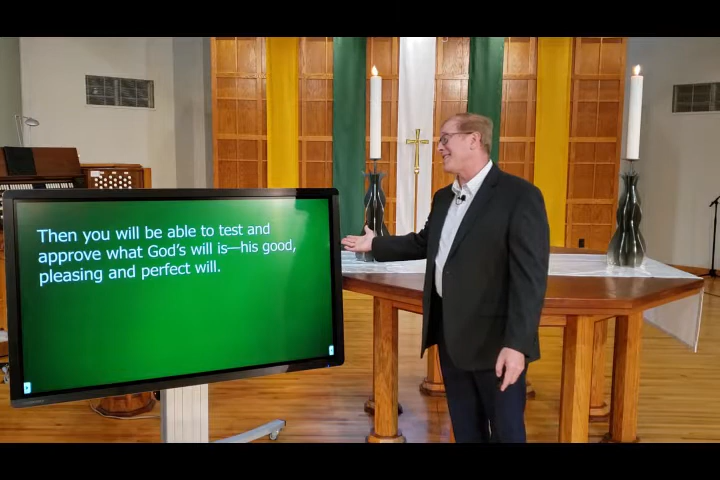 Then you will be able to test and
approve what God's will is—his good,
pleasing and perfect will.